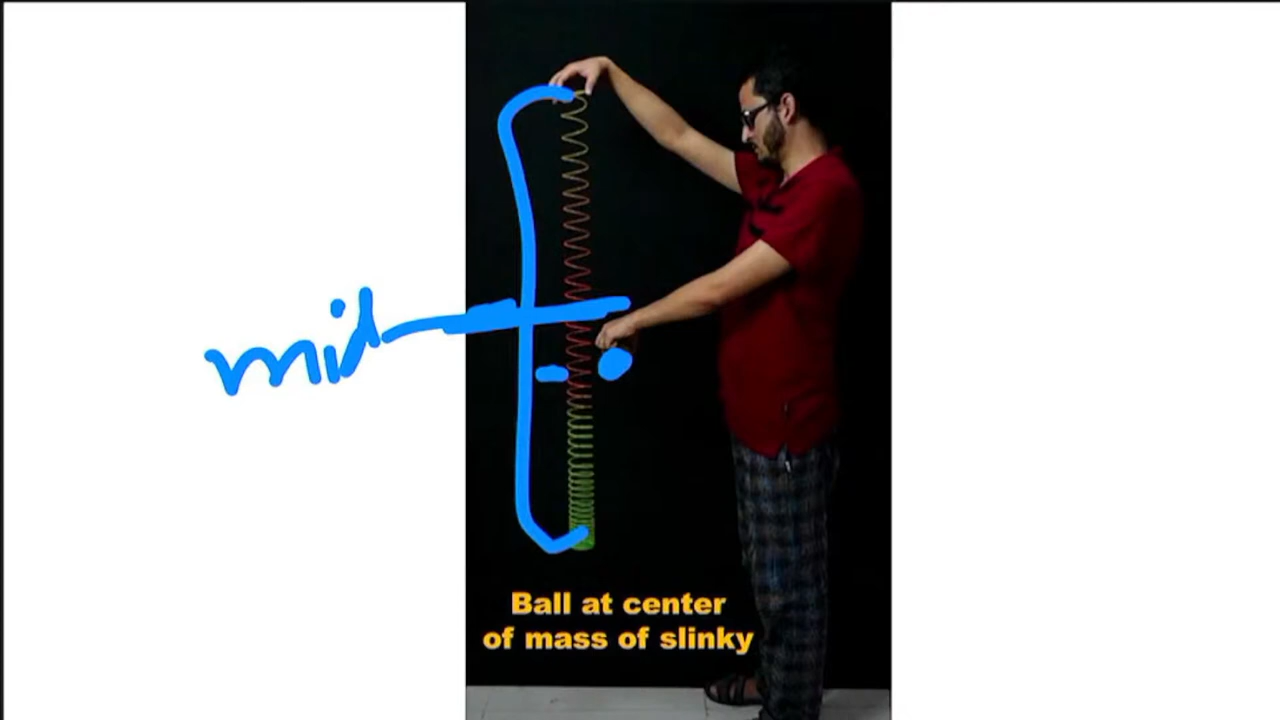 mid
Ball at center
of mass of slinky